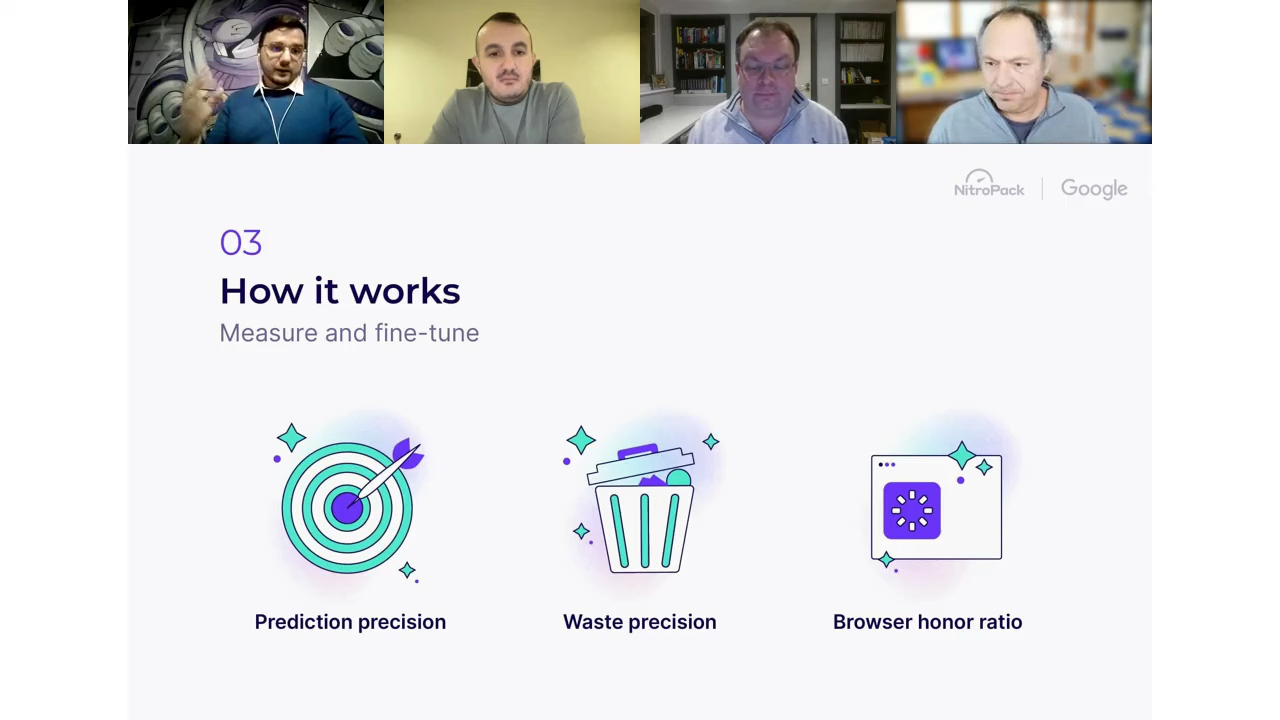 NitroPack | Google
03
How it works
Measure and fine-tune
Prediction precision
Waste precision
Browser honor ratio